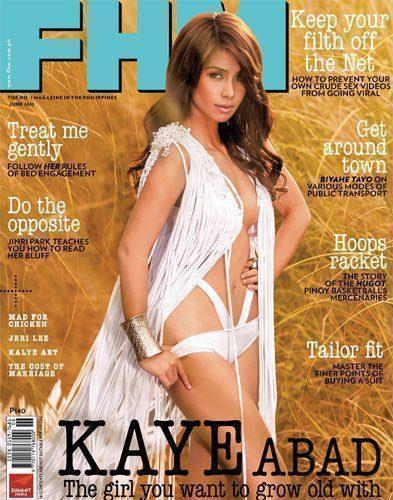 FHM
www.fhm.com.ph
THE NO. 1 MAGAZINE IN THE PHILIPPINES
JUNE 2012
Keep your
filth off
the Net
HOW TO PREVENT YOUR
OWN CRUDE SEX VIDEOS
FROM GOING VIRAL
Treat me
gently
FOLLOW HER RULES
OF BED ENGAGEMENT
Get
around
town
BIYAHE TAYO ON
VARIOUS MODES OF
PUBLIC TRANSPORT
Do the
opposite
JINRI PARK TEACHES
YOU HOW TO READ
HER BLUFF
Hoops
racket
THE STORY
OF THE HUGOT,
PINOY BASKETBALL'S
MERCENARIES
MAD FOR
CHICKEN
JERI LEE
KALYE ART
THE COST OF
MARRIAGE
Tailor fit
MASTER THE
FINER POINTS OF
BUYING A SUIT
P140
SUMMIT
MEDIA
KAYE ABAD
The girl you want to grow old with